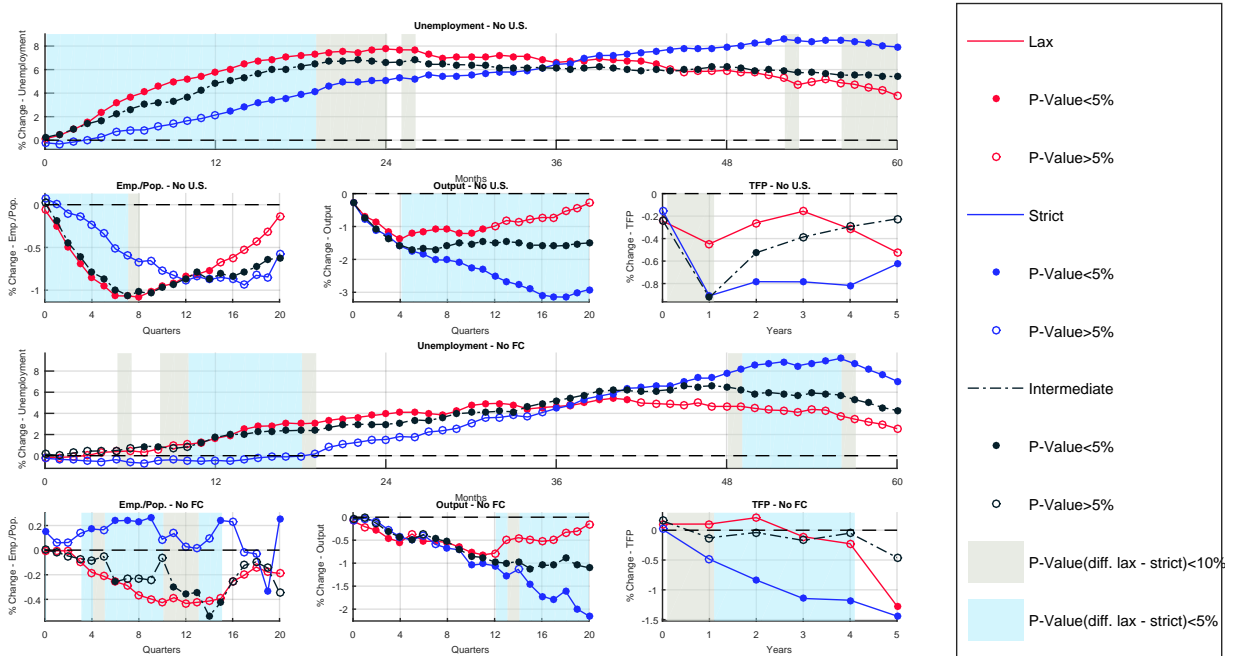 Unemployment - No U.S.
% Change - Unemployment
8
6
4
2
0
0
12
24
36
48
60
Months
Emp./Pop. - No U.S.
% Change - Emp./Pop.
0
-0.5
-1
0
4
8
12
16
20
Quarters
Output - No U.S.
% Change - Output
0
-1
-2
-3
0
4
8
12
16
20
Quarters
TFP - No U.S.
% Change - TFP
0
-0.2
-0.4
-0.6
-0.8
0
1
2
3
4
5
Years
Unemployment - No FC
% Change - Unemployment
8
6
4
2
0
0
12
24
36
48
60
Months
Emp./Pop. - No FC
% Change - Emp./Pop.
0.2
0
-0.2
-0.4
0
4
8
12
16
20
Quarters
Output - No FC
% Change - Output
0
-0.5
-1
-1.5
-2
0
4
8
12
16
20
Quarters
TFP - No FC
% Change - TFP
0
-0.5
-1
-1.5
0
1
2
3
4
5
Years
Lax
P-Value<5%
P-Value>5%
Strict
P-Value<5%
P-Value>5%
Intermediate
P-Value<5%
P-Value>5%
P-Value(diff. lax - strict)<10%
P-Value(diff. lax - strict)<5%